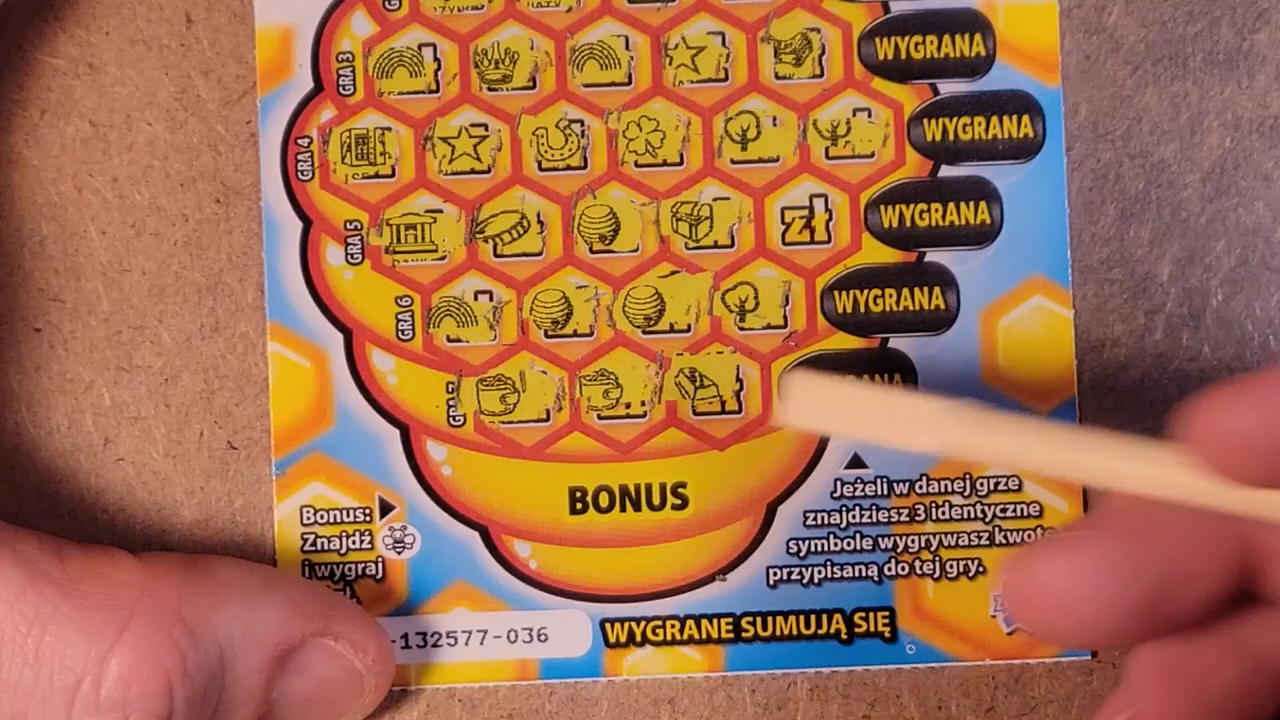 GRA 3
WYGRANA
GRA 4
WYGRANA
GRA 5
zł
WYGRANA
GRA 6
WYGRANA
BONUS
Bonus:
Znajdź
i wygraj
Jeżeli w danej grze
znajdziesz 3 identyczne
symbole wygrywasz kwotę
przypisaną do tej gry.
-132577-036
WYGRANE SUMUJĄ SIĘ